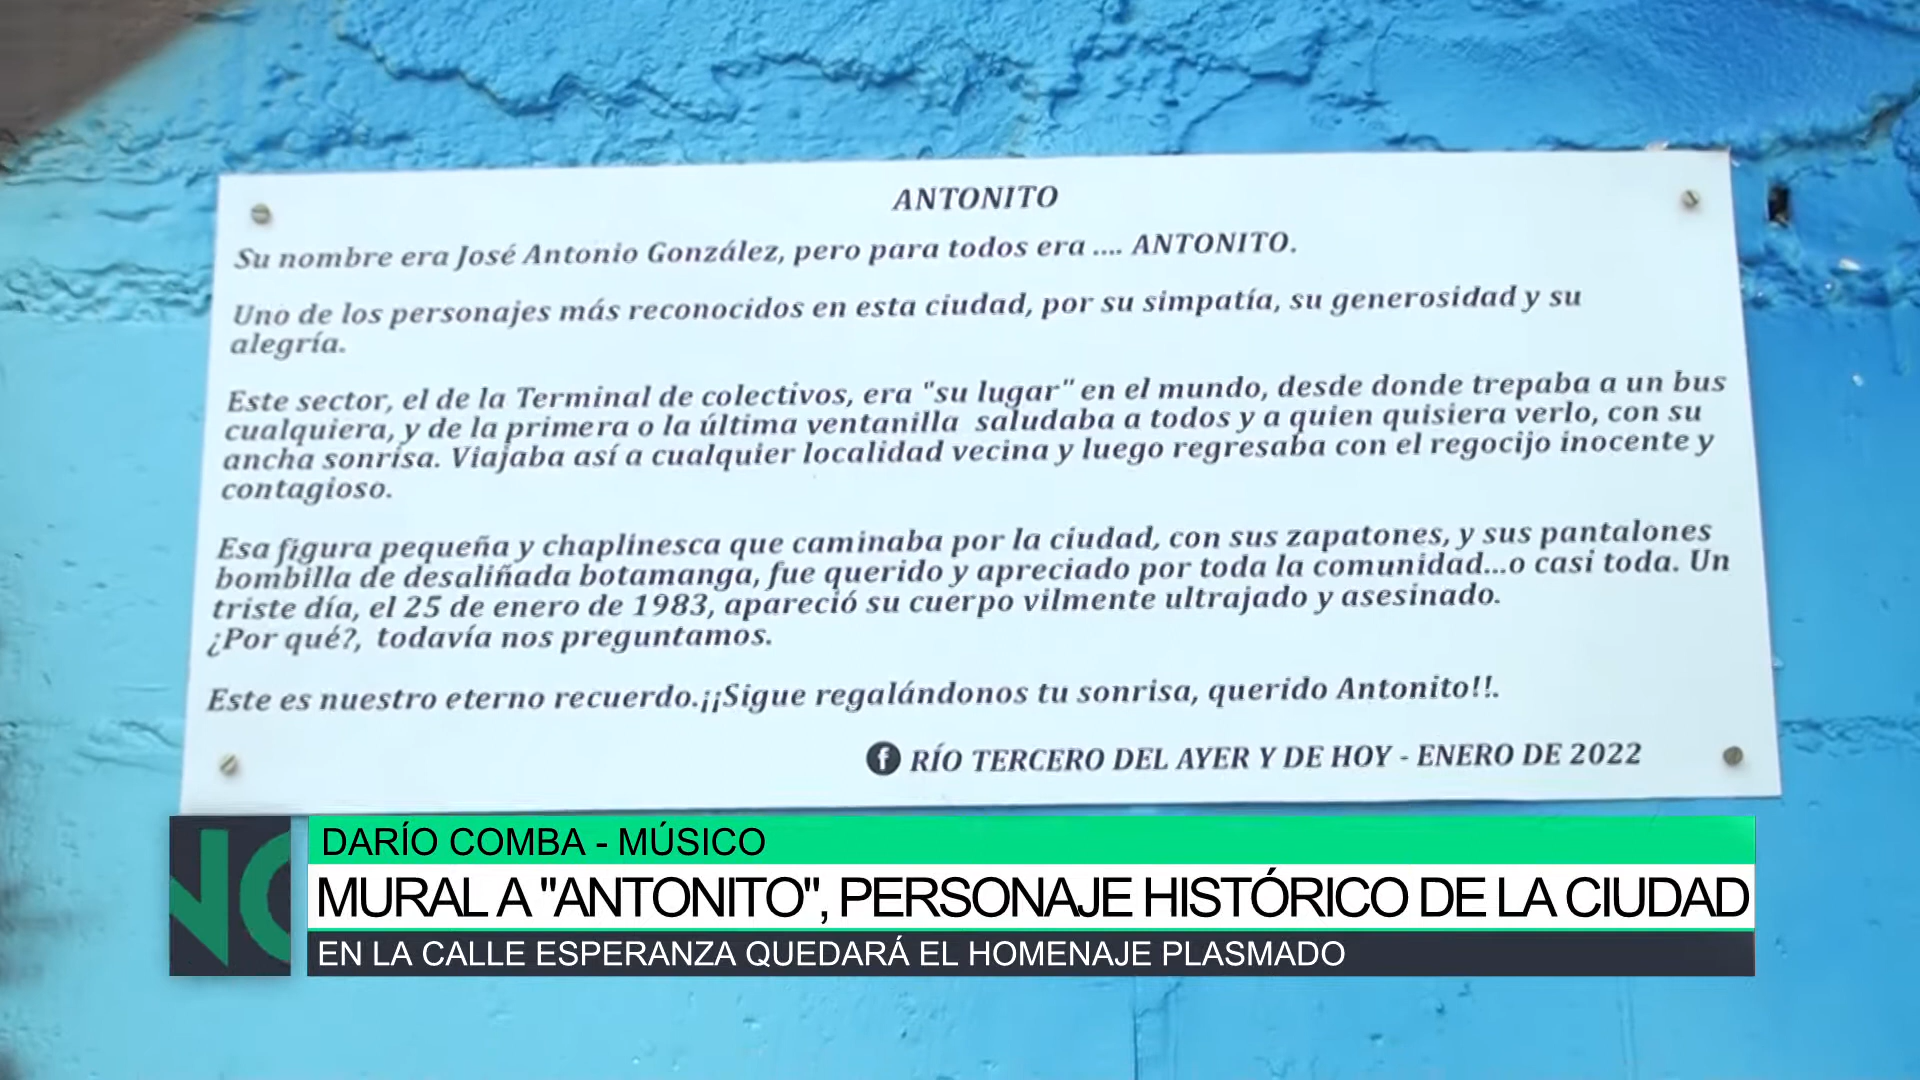 ANTONITO
Su nombre era José Antonio González, pero para todos era .... ANTONITO.
Uno de los personajes más reconocidos en esta ciudad, por su simpatía, su generosidad y su
alegría.
Este sector, el de la Terminal de colectivos, era "su lugar" en el mundo, desde donde trepaba a un bus
cualquiera, y de la primera o la última ventanilla saludaba a todos y a quien quisiera verlo, con su
ancha sonrisa. Viajaba así a cualquier localidad vecina y luego regresaba con el regocijo inocente y
contagioso.
Esa figura pequeña y chaplinesca que caminaba por la ciudad, con sus zapatones, y sus pantalones
bombilla de desaliñada botamanga, fue querido y apreciado por toda la comunidad...o casi toda. Un
triste día, el 25 de enero de 1983, apareció su cuerpo vilmente ultrajado y asesinado.
¿Por qué?, todavía nos preguntamos.
Este es nuestro eterno recuerdo.¡¡Sigue regalándonos tu sonrisa, querido Antonito!!.
f RÍO TERCERO DEL AYER Y DE HOY - ENERO DE 2022
DARÍO COMBA - MÚSICO
MURAL A "ANTONITO", PERSONAJE HISTÓRICO DE LA CIUDAD
EN LA CALLE ESPERANZA QUEDARÁ EL HOMENAJE PLASMADO